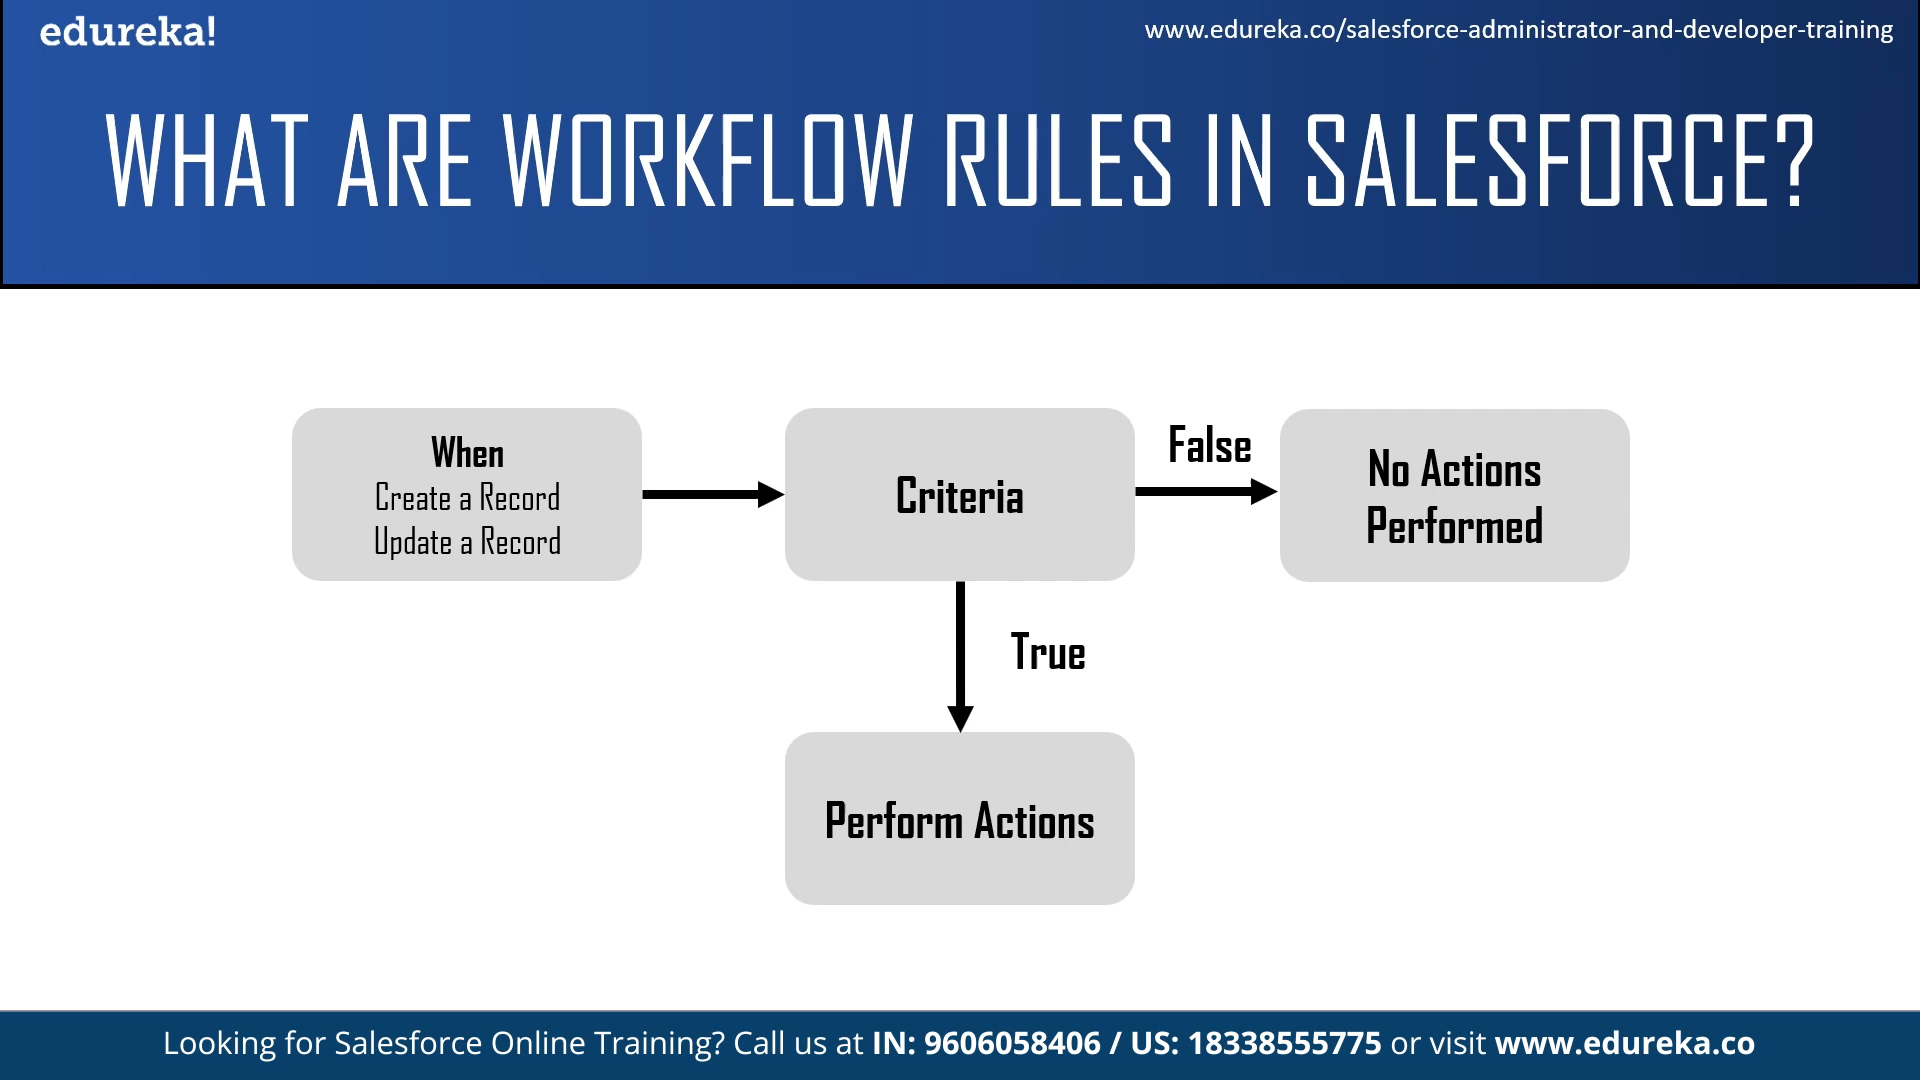 edureka!
www.edureka.co/salesforce-administrator-and-developer-training
WHAT ARE WORKFLOW RULES IN SALESFORCE?
When
Create a Record
Update a Record
Criteria
False
No Actions
Performed
True
Perform Actions
Looking for Salesforce Online Training? Call us at IN: 9606058406 / US: 18338555775 or visit www.edureka.co